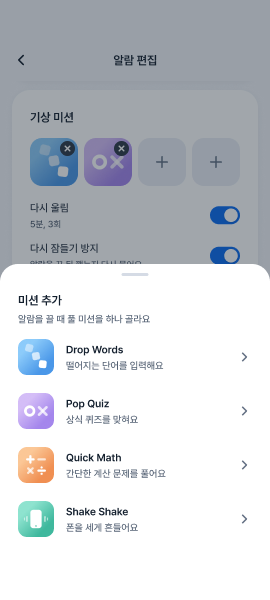 알람 편집
기상 미션
다시 울림
5분, 3회
다시 잠들기 방지
미션 추가
알람을 끌 때 풀 미션을 하나 골라요
Drop Words
떨어지는 단어를 입력해요
Pop Quiz
상식 퀴즈를 맞혀요
Quick Math
간단한 계산 문제를 풀어요
Shake Shake
폰을 세게 흔들어요